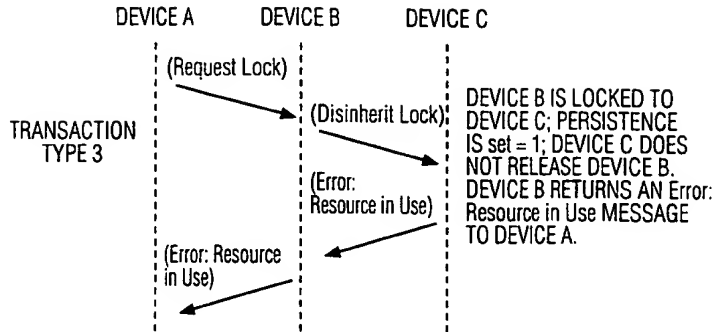 DEVICE A
DEVICE B
DEVICE C
(Request Lock)
(Disinherit Lock)
TRANSACTION
TYPE 3
(Error:
Resource in Use)
(Error: Resource
in Use)
DEVICE B IS LOCKED TO
DEVICE C; PERSISTENCE
IS set = 1; DEVICE C DOES
NOT RELEASE DEVICE B.
DEVICE B RETURNS AN Error:
Resource in Use MESSAGE
TO DEVICE A.